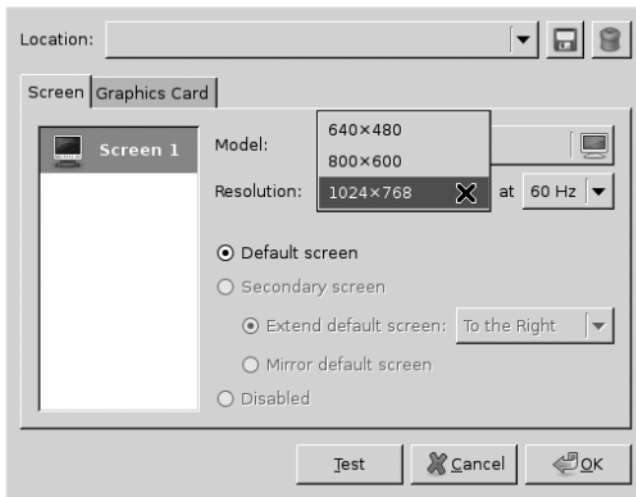 Location:
Screen
Graphics Card
Screen 1
Model:
640×480
800×600
Resolution:
1024×768
at
60 Hz
Default screen
Secondary screen
Extend default screen:
To the Right
Mirror default screen
Disabled
Test
Cancel
OK